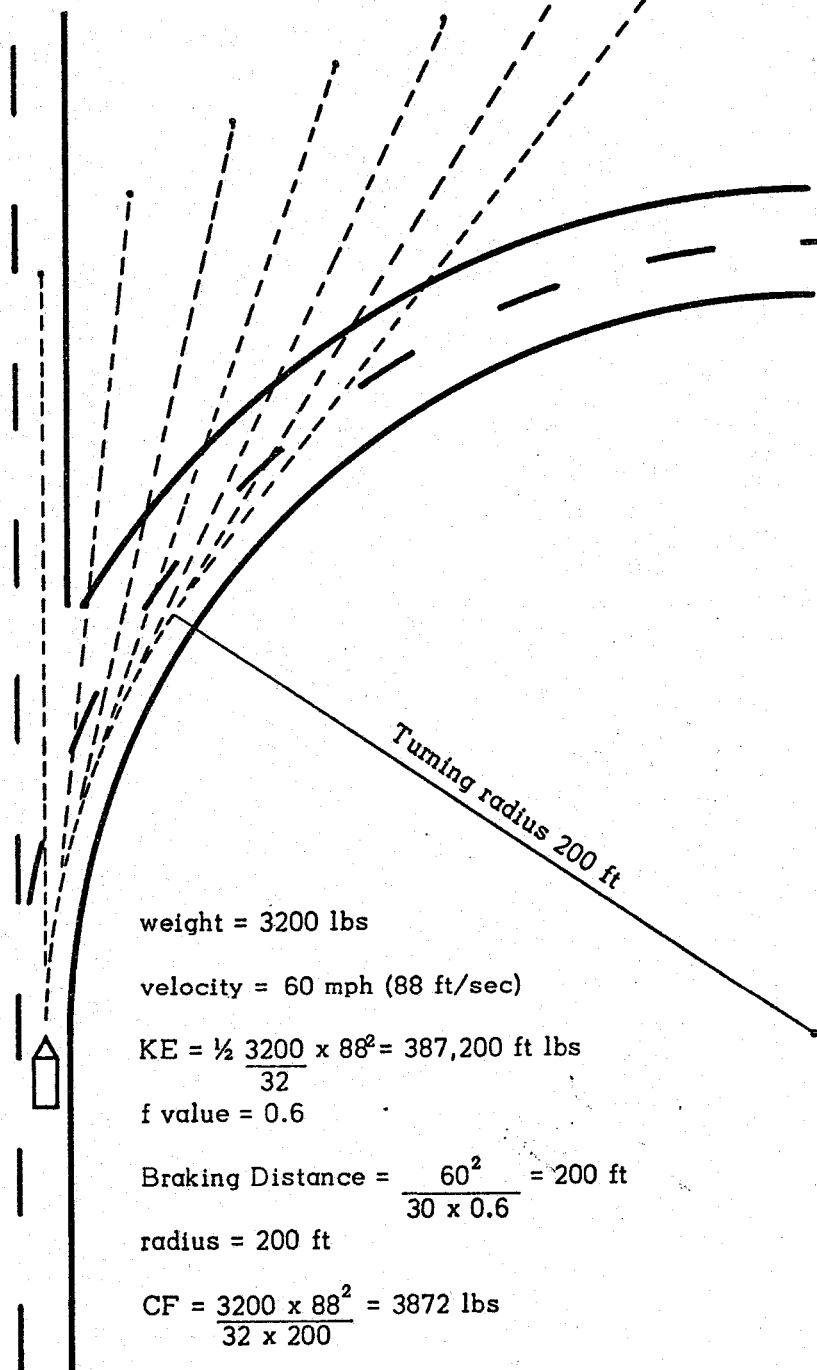 Turning radius 200 ft
weight = 3200 lbs
velocity = 60 mph (88 ft/sec)
KE = ½ 3200/32 x 88² = 387,200 ft lbs
f value = 0.6
Braking Distance = 60²/30 x 0.6 = 200 ft
radius = 200 ft
CF = 3200 x 88²/32 x 200 = 3872 lbs